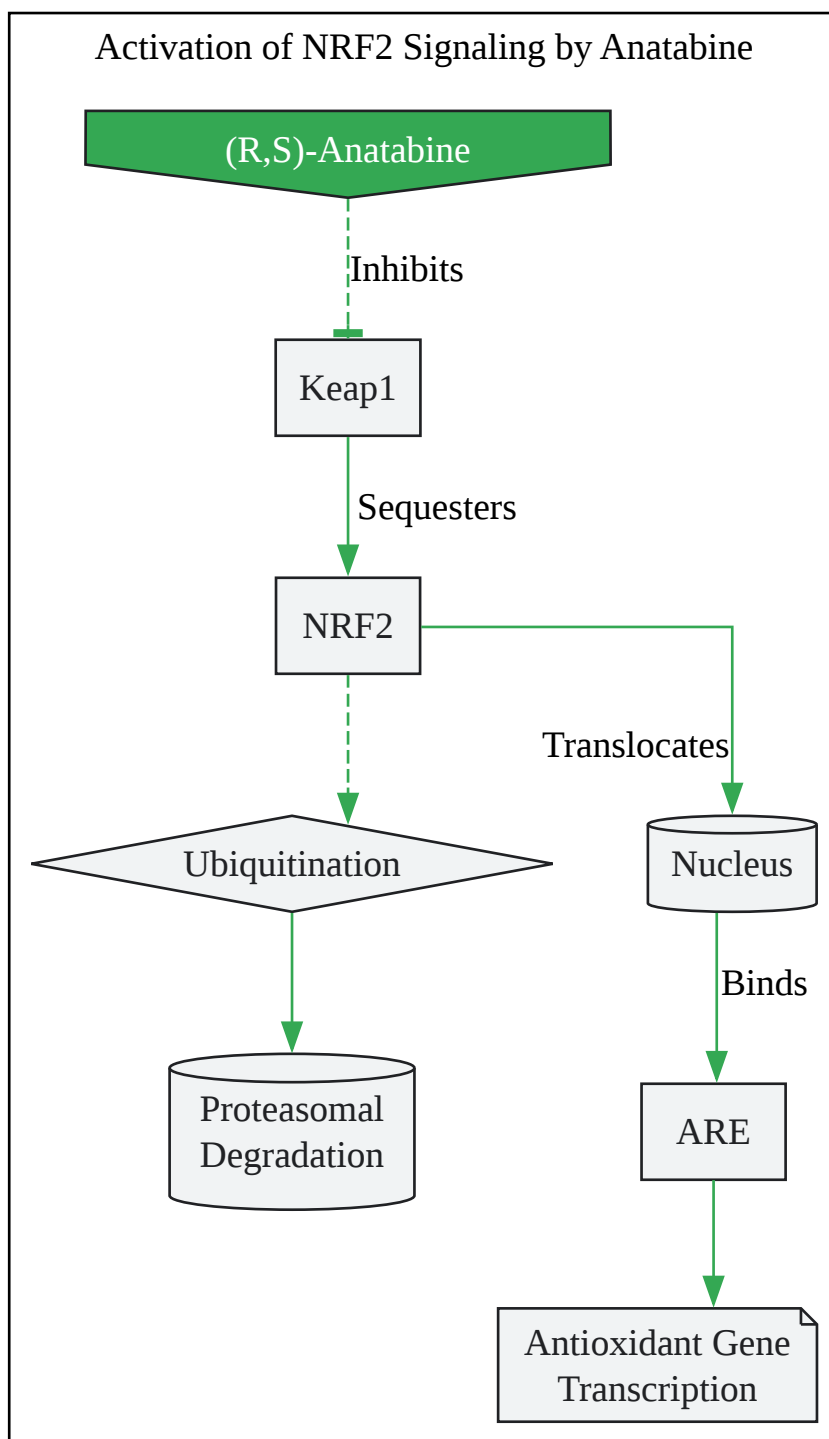 Activation of NRF2 Signaling by Anatabine
(R,S)-Anatabine
Inhibits
Keap1
Sequesters
NRF2
Translocates
Ubiquitination
Nucleus
Binds
Proteasomal
Degradation
ARE
Antioxidant Gene
Transcription